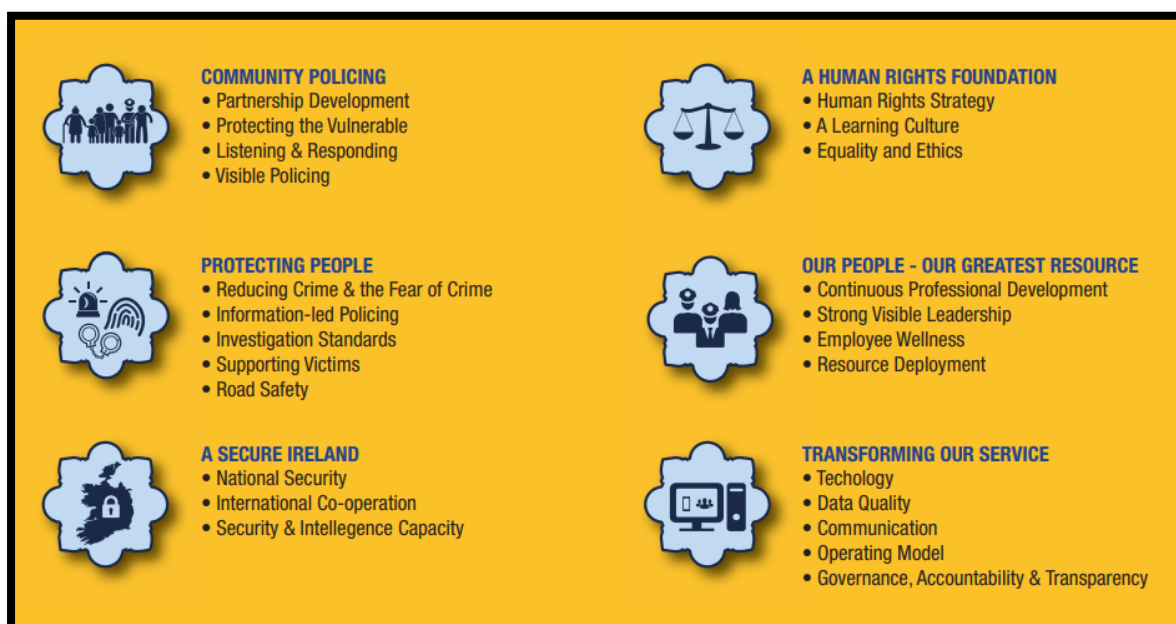 COMMUNITY POLICING
• Partnership Development
• Protecting the Vulnerable
• Listening & Responding
• Visible Policing
A HUMAN RIGHTS FOUNDATION
• Human Rights Strategy
• A Learning Culture
• Equality and Ethics
PROTECTING PEOPLE
• Reducing Crime & the Fear of Crime
• Information-led Policing
• Investigation Standards
• Supporting Victims
• Road Safety
OUR PEOPLE - OUR GREATEST RESOURCE
• Continuous Professional Development
• Strong Visible Leadership
• Employee Wellness
• Resource Deployment
A SECURE IRELAND
• National Security
• International Co-operation
• Security & Intellegence Capacity
TRANSFORMING OUR SERVICE
• Techology
• Data Quality
• Communication
• Operating Model
• Governance, Accountability & Transparency